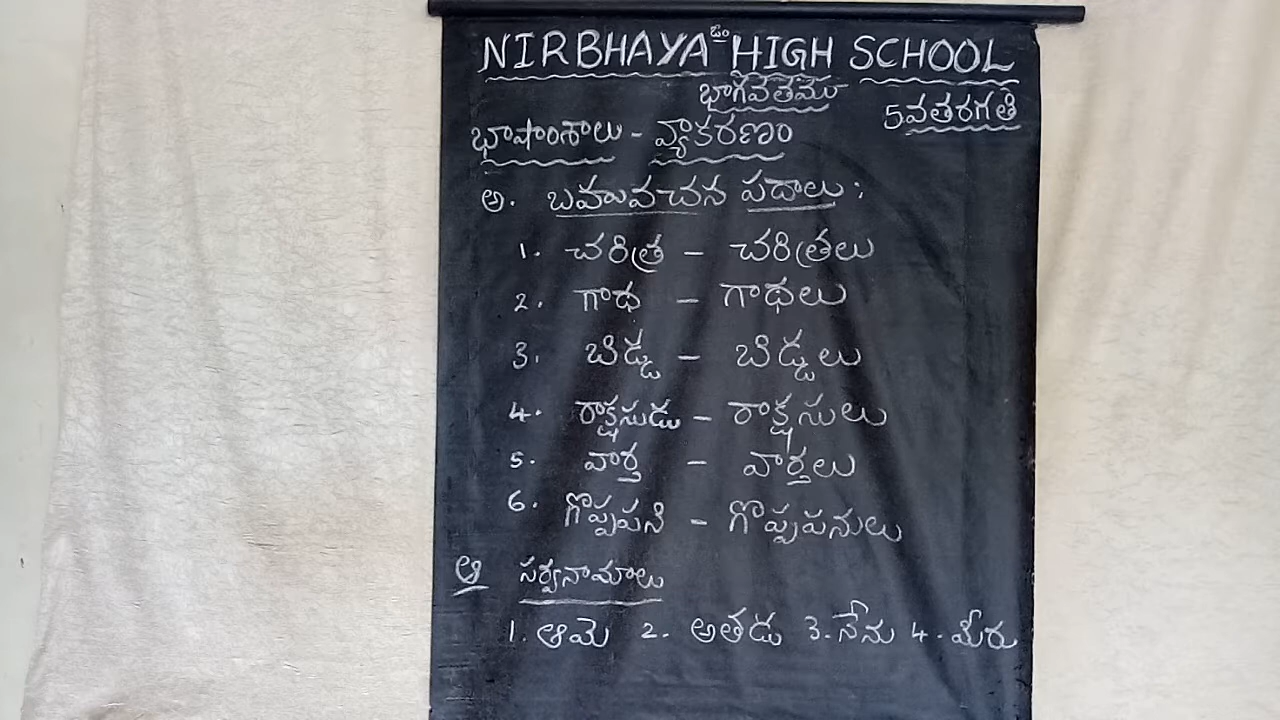 ఓం
NIRBHAYA HIGH SCHOOL
భాగవతము
5వతరగతి
భాషాంశాలు - వ్యాకరణం
అ. బహువచన పదాలు :
1. చరిత్ర - చరిత్రలు
2. గాథ - గాథలు
3. బిడ్డ - బిడ్డలు
4. రాక్షసుడు - రాక్షసులు
5. వార్త - వార్తలు
6. గొప్పపని - గొప్పపనులు
ఆ సర్వనామాలు
1. ఆమె 2. అతడు 3. నేను 4. మీరు